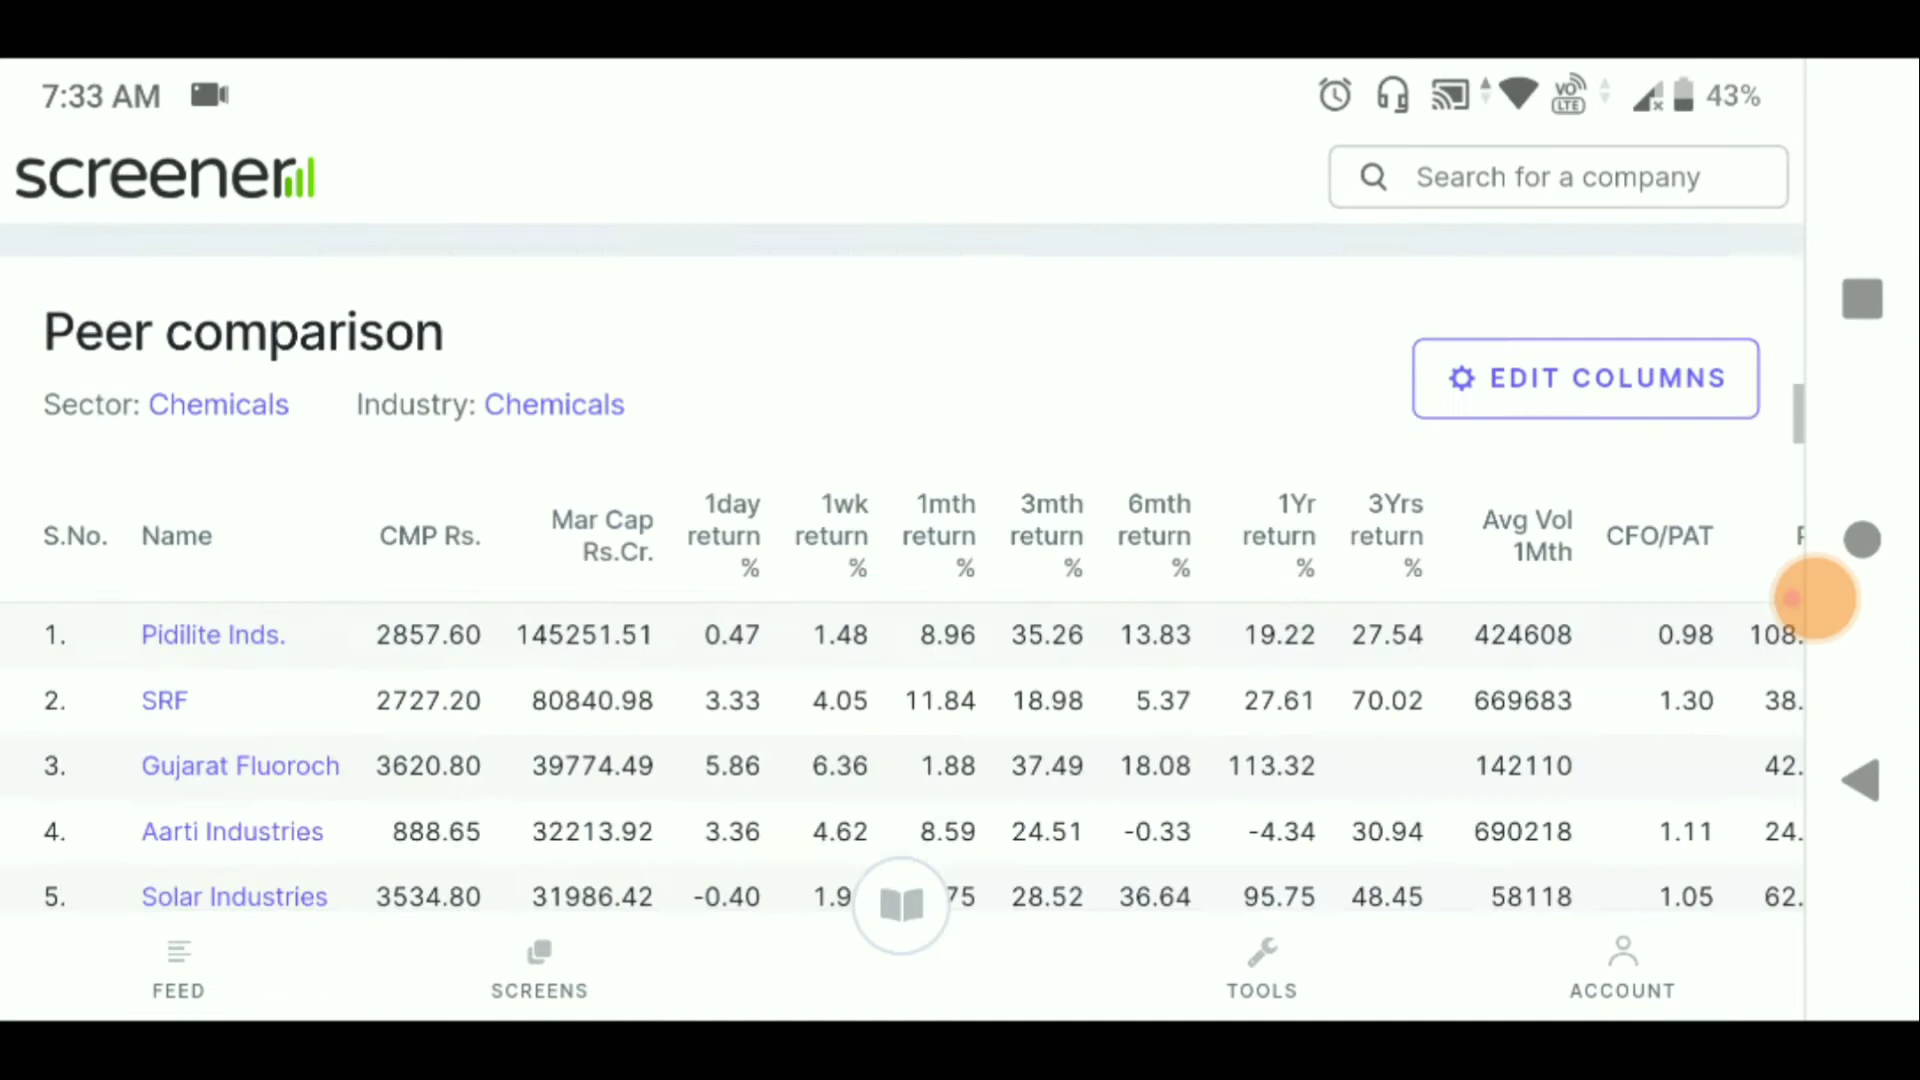 7:33 AM 43%
screener
Search for a company
Peer comparison
EDIT COLUMNS
Sector: Chemicals Industry: Chemicals
S.No. Name CMP Rs. Mar Cap Rs.Cr. 1day return % 1wk return % 1mth return % 3mth return % 6mth return % 1Yr return % 3Yrs return % Avg Vol 1Mth CFO/PAT
1. Pidilite Inds. 2857.60 145251.51 0.47 1.48 8.96 35.26 13.83 19.22 27.54 424608 0.98 108.
2. SRF 2727.20 80840.98 3.33 4.05 11.84 18.98 5.37 27.61 70.02 669683 1.30 38.
3. Gujarat Fluoroch 3620.80 39774.49 5.86 6.36 1.88 37.49 18.08 113.32 142110 42.
4. Aarti Industries 888.65 32213.92 3.36 4.62 8.59 24.51 -0.33 -4.34 30.94 690218 1.11 24.
5. Solar Industries 3534.80 31986.42 -0.40 1.9 75 28.52 36.64 95.75 48.45 58118 1.05 62.
FEED SCREENS TOOLS ACCOUNT